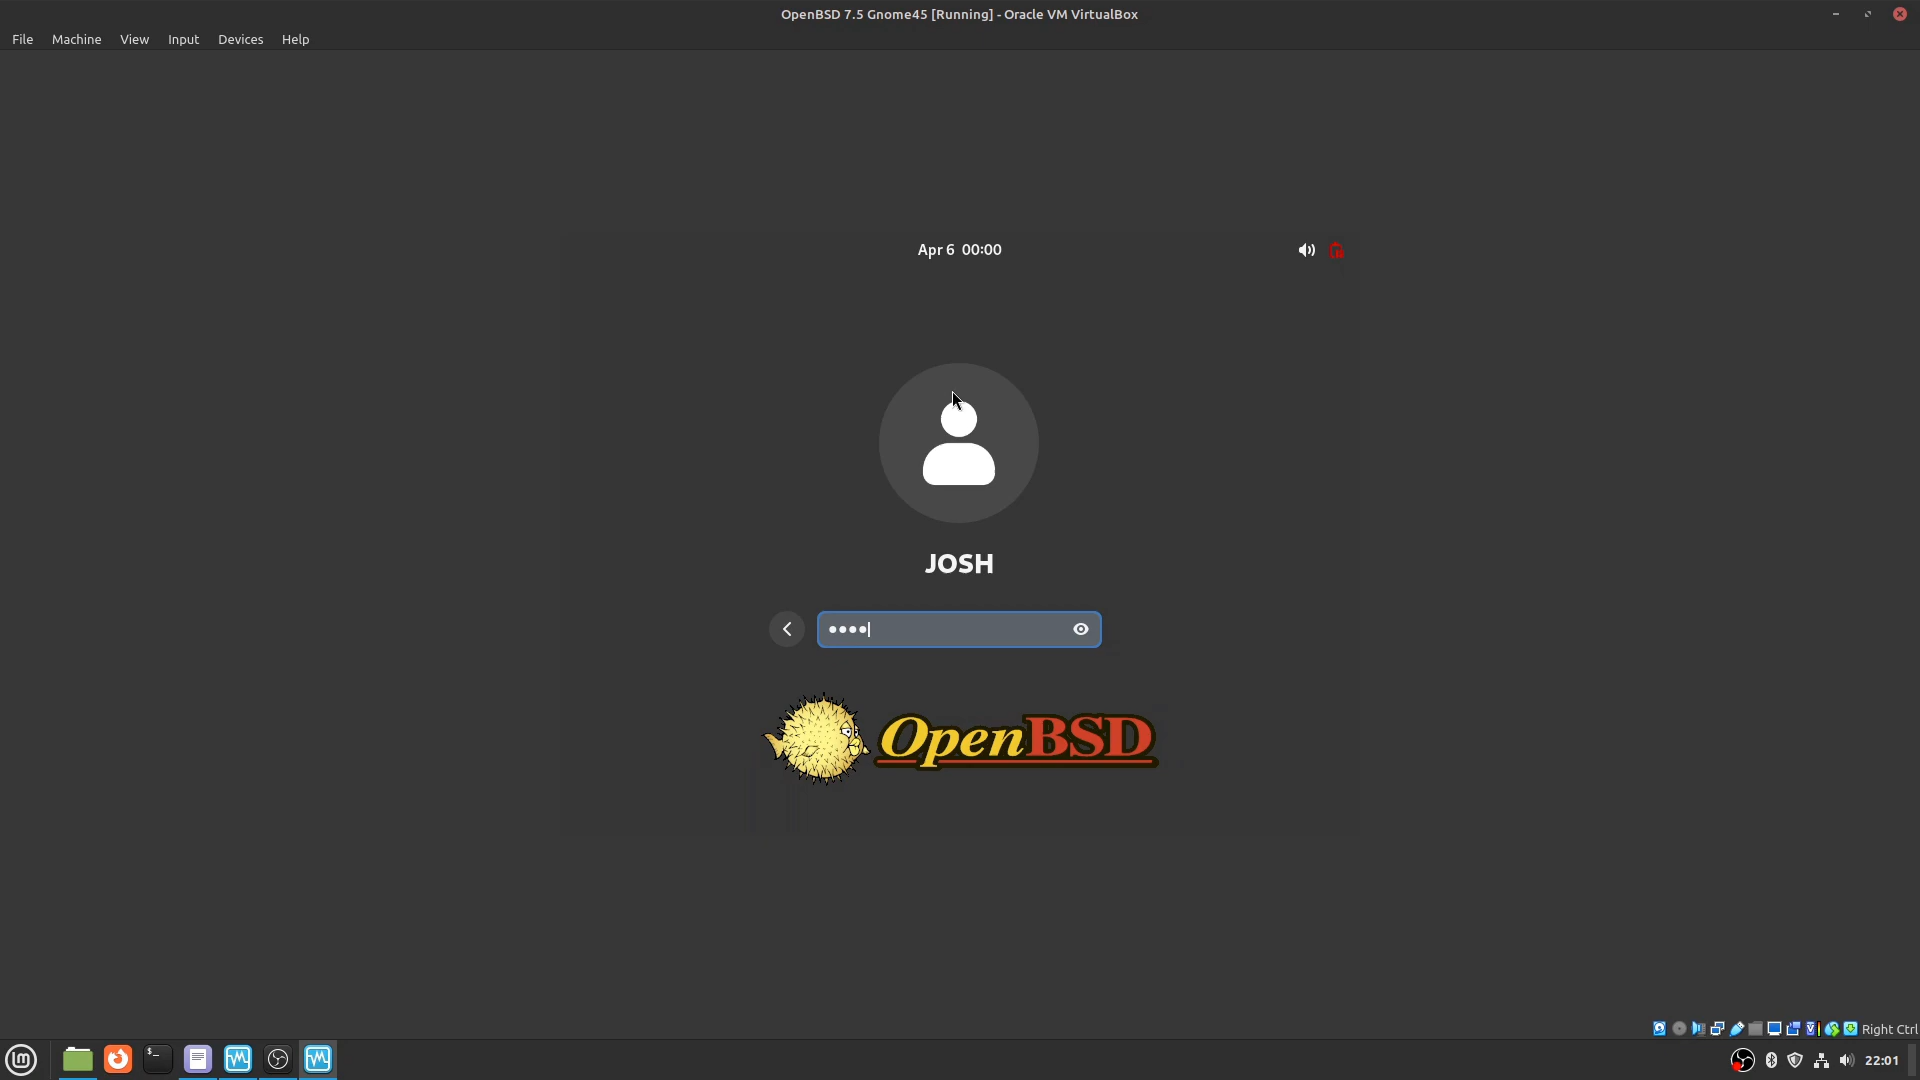 OpenBSD 7.5 Gnome45 [Running] - Oracle VM VirtualBox
File Machine View Input Devices Help
Apr 6 00:00
JOSH
OpenBSD
Right Ctrl
22:01